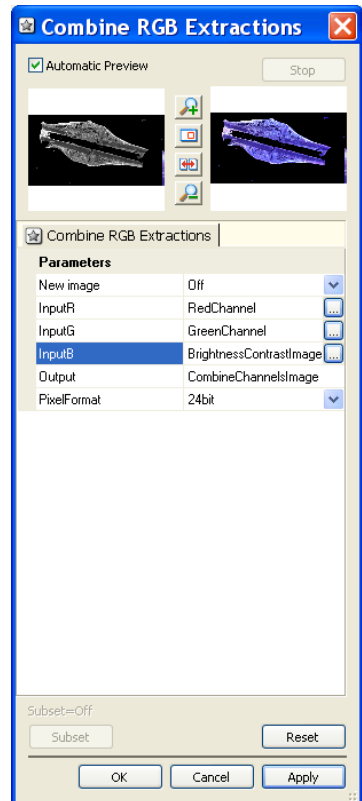 Combine RGB Extractions
Automatic Preview
Stop
Combine RGB Extractions
Parameters
New image Off
InputR RedChannel ...
InputG GreenChannel ...
InputB BrightnessContrastImage ...
Output CombineChannelsImage
PixelFormat 24bit
Subset=Off
Subset Reset
OK Cancel Apply